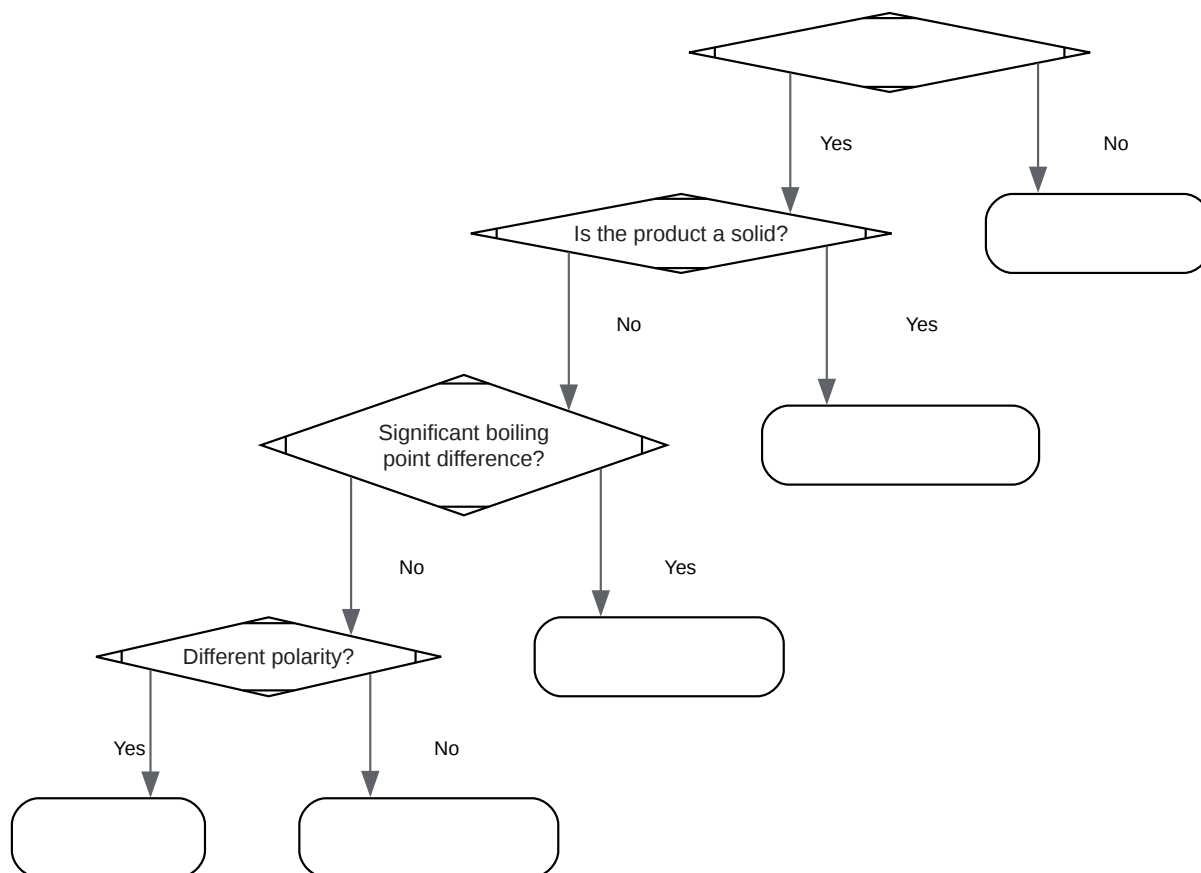 Yes
No
Is the product a solid?
No
Yes
Significant boiling
point difference?
No
Yes
Different polarity?
Yes
No